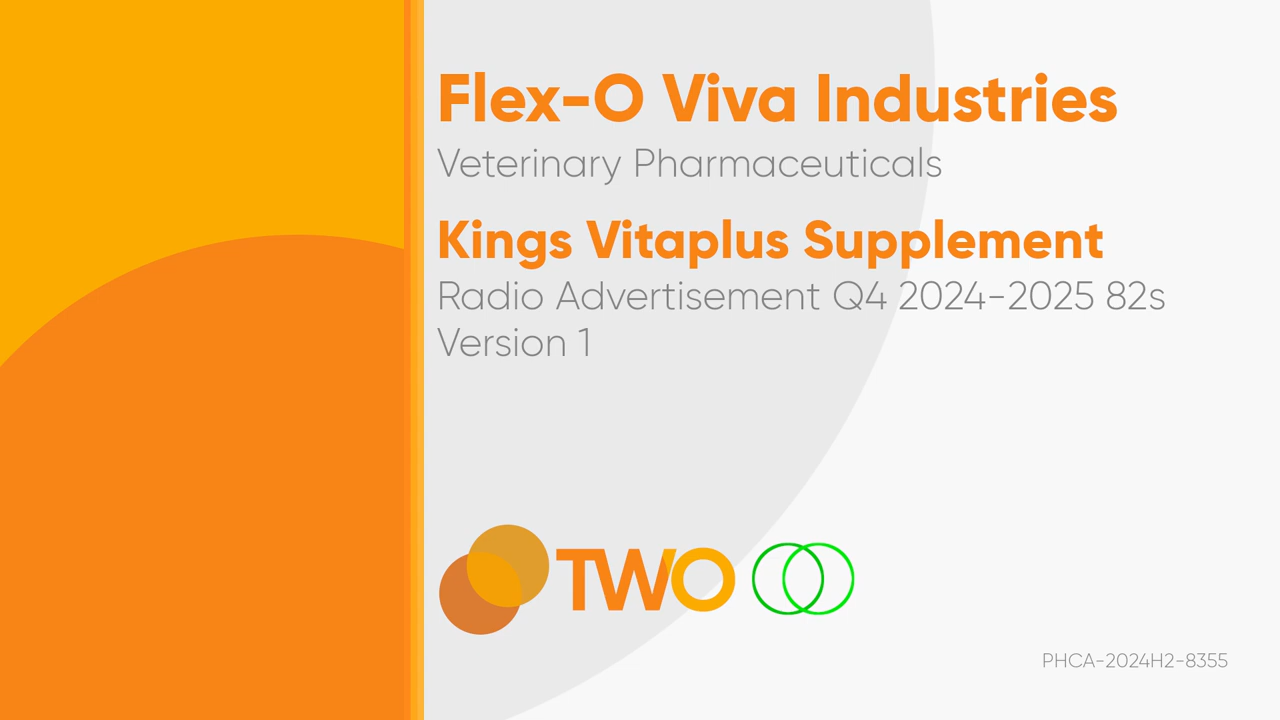 Flex-O Viva Industries
Veterinary Pharmaceuticals
Kings Vitaplus Supplement
Radio Advertisement Q4 2024-2025 82s
Version 1
TWO
PHCA-2024H2-8355